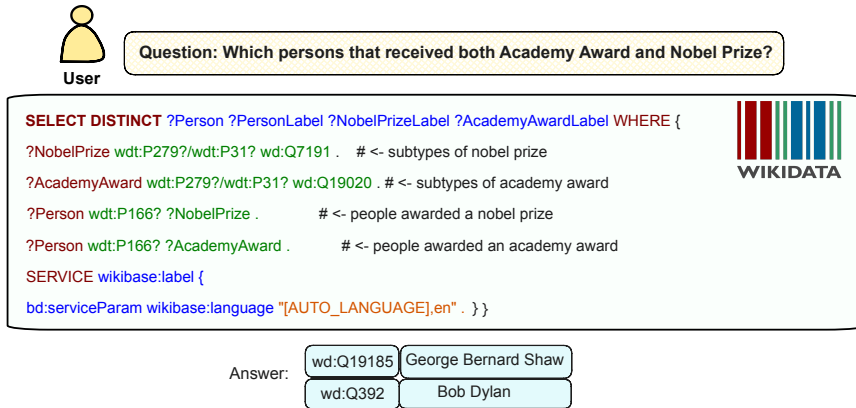 Question: Which persons that received both Academy Award and Nobel Prize?
User
SELECT DISTINCT ?Person ?PersonLabel ?NobelPrizeLabel ?AcademyAwardLabel WHERE {
?NobelPrize wdt:P279?/wdt:P31? wd:Q7191 . # <- subtypes of nobel prize
?AcademyAward wdt:P279?/wdt:P31? wd:Q19020 . # <- subtypes of academy award
?Person wdt:P166? ?NobelPrize . # <- people awarded a nobel prize
?Person wdt:P166? ?AcademyAward . # <- people awarded an academy award
SERVICE wikibase:label {
bd:serviceParam wikibase:language "[AUTO_LANGUAGE],en" . } }
WIKIDATA
Answer:
wd:Q19185 George Bernard Shaw
wd:Q392 Bob Dylan